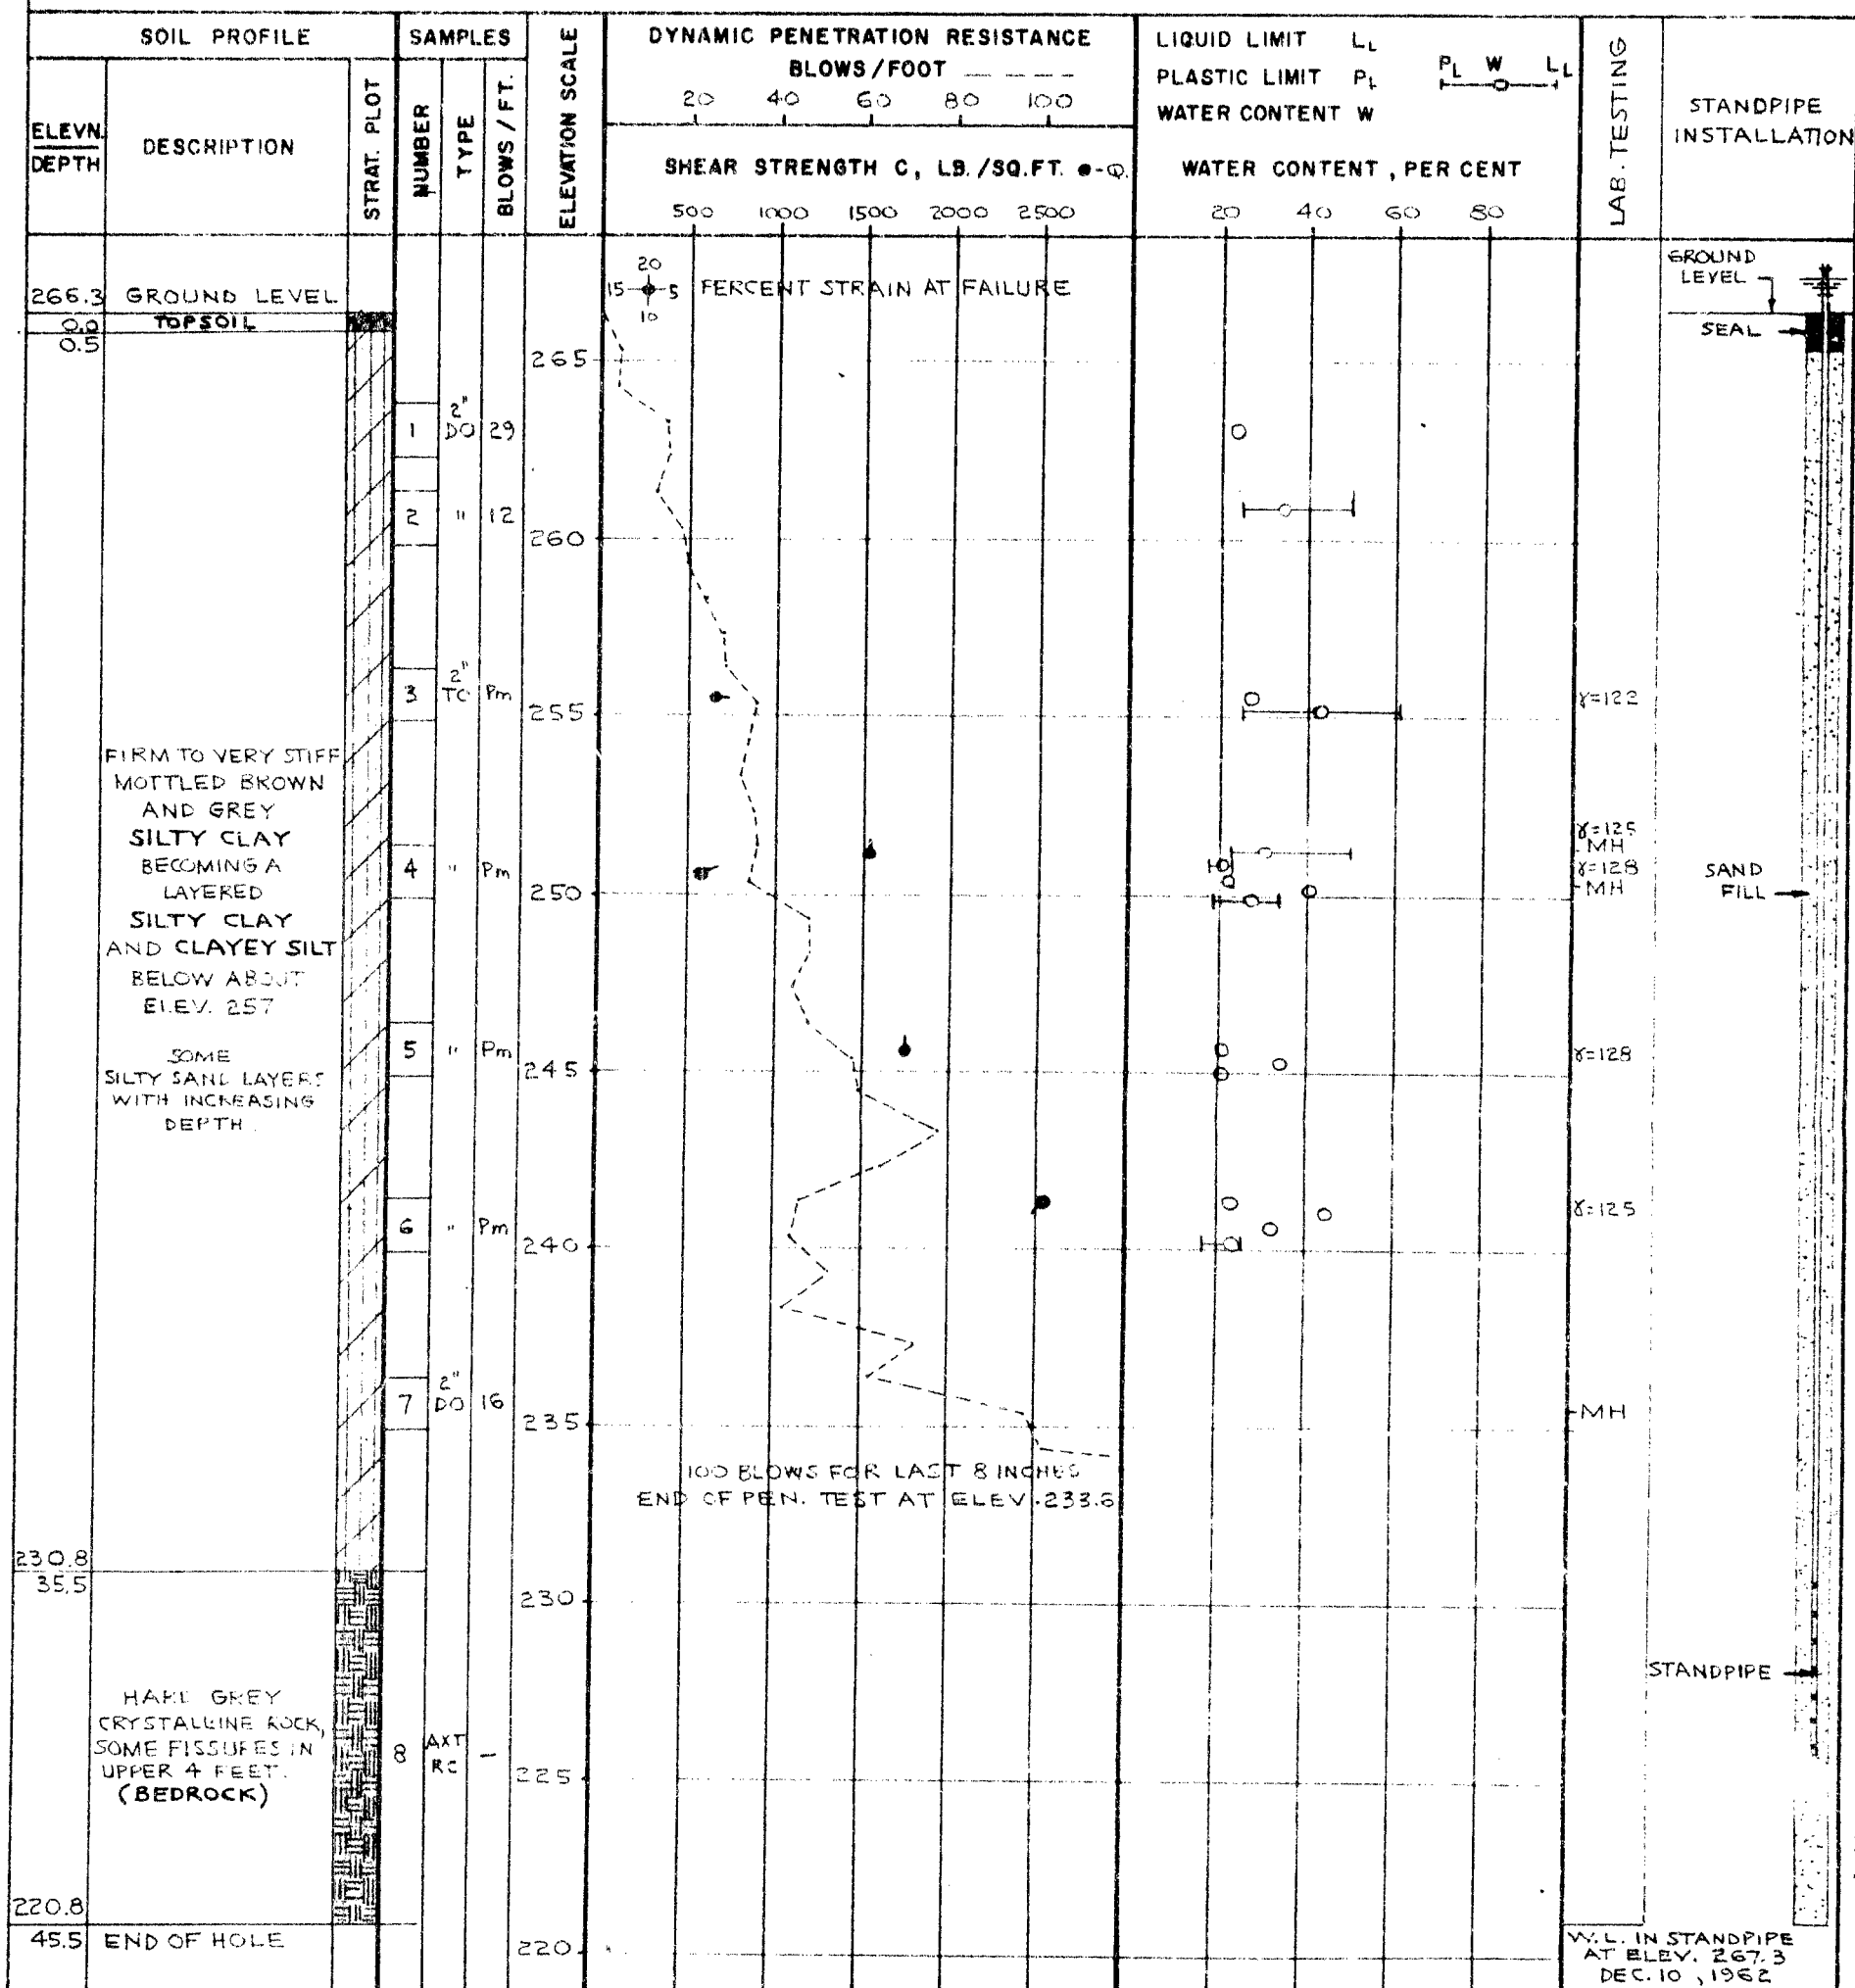 SOIL PROFILE
SAMPLES
ELEVATION SCALE
DYNAMIC PENETRATION RESISTANCE
BLOWS/FOOT
20 40 60 80 100
SHEAR STRENGTH C, LB./SQ.FT. ●-Q.
500 1000 1500 2000 2500
LIQUID LIMIT LL
PLASTIC LIMIT PL
WATER CONTENT W
PL W LL
WATER CONTENT, PER CENT
20 40 60 80
LAB. TESTING
STANDPIPE
INSTALLATION
ELEVN.
DEPTH
DESCRIPTION
STRAT. PLOT
NUMBER
TYPE
BLOWS / FT.
266.3 GROUND LEVEL
0.0 TOPSOIL
0.5
20
15 5 PERCENT STRAIN AT FAILURE
10
GROUND
LEVEL
SEAL
265
1 2" DO 29
2 " 12
260
3 2" TO Pm
255
γ=122
FIRM TO VERY STIFF
MOTTLED BROWN
AND GREY
SILTY CLAY
BECOMING A
LAYERED
SILTY CLAY
AND CLAYEY SILT
BELOW ABOUT
ELEV. 257
SOME
SILTY SAND LAYERS
WITH INCREASING
DEPTH.
4 " Pm
250
γ=125
MH
γ=128
MH
SAND
FILL
5 " Pm
245
γ=128
6 " Pm
240
γ=125
7 2" DO 16
235
MH
100 BLOWS FOR LAST 8 INCHES
END OF PEN. TEST AT ELEV. 233.6
230.8
35.5
230
HARD GREY
CRYSTALLINE ROCK,
SOME FISSURES IN
UPPER 4 FEET.
(BEDROCK)
8 AXT RC –
225
STANDPIPE
220.8
45.5 END OF HOLE
220
W.L. IN STANDPIPE
AT ELEV. 267.3
DEC. 10, 1962